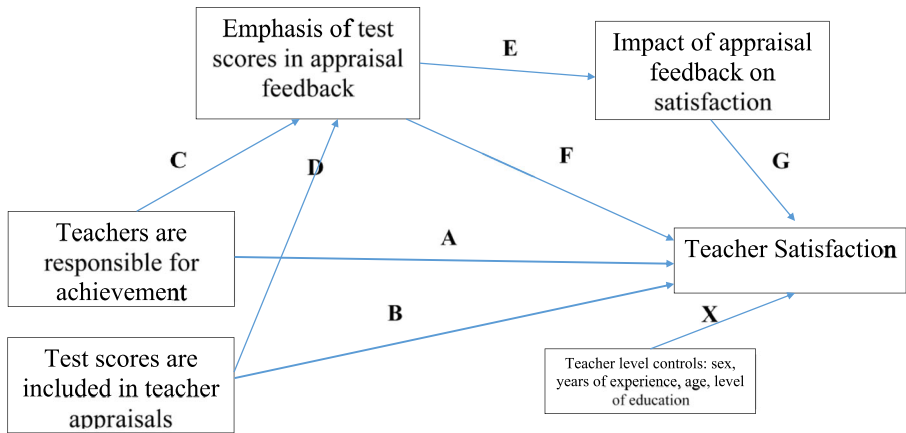 Emphasis of test
scores in appraisal
feedback
E
Impact of appraisal
feedback on
satisfaction
C
D
F
G
Teachers are
responsible for
achievement
A
Teacher Satisfaction
B
X
Test scores are
included in teacher
appraisals
Teacher level controls: sex,
years of experience, age, level
of education